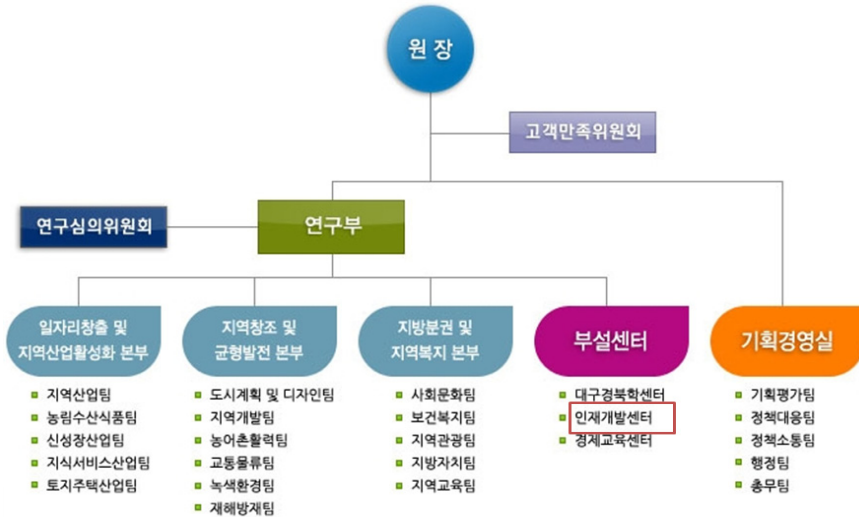 원 장
고객만족위원회
연구심의위원회
연구부
일자리창출 및
지역산업활성화 본부
지역산업팀
농림수산식품팀
신성장산업팀
지식서비스산업팀
토지주택산업팀
지역창조 및
균형발전 본부
도시계획 및 디자인팀
지역개발팀
농어촌활력팀
교통물류팀
녹색환경팀
재해방재팀
지방분권 및
지역복지 본부
사회문화팀
보건복지팀
지역관광팀
지방자치팀
지역교육팀
부설센터
대구경북학센터
인재개발센터
경제교육센터
기획경영실
기획평가팀
정책대응팀
정책소통팀
행정팀
총무팀